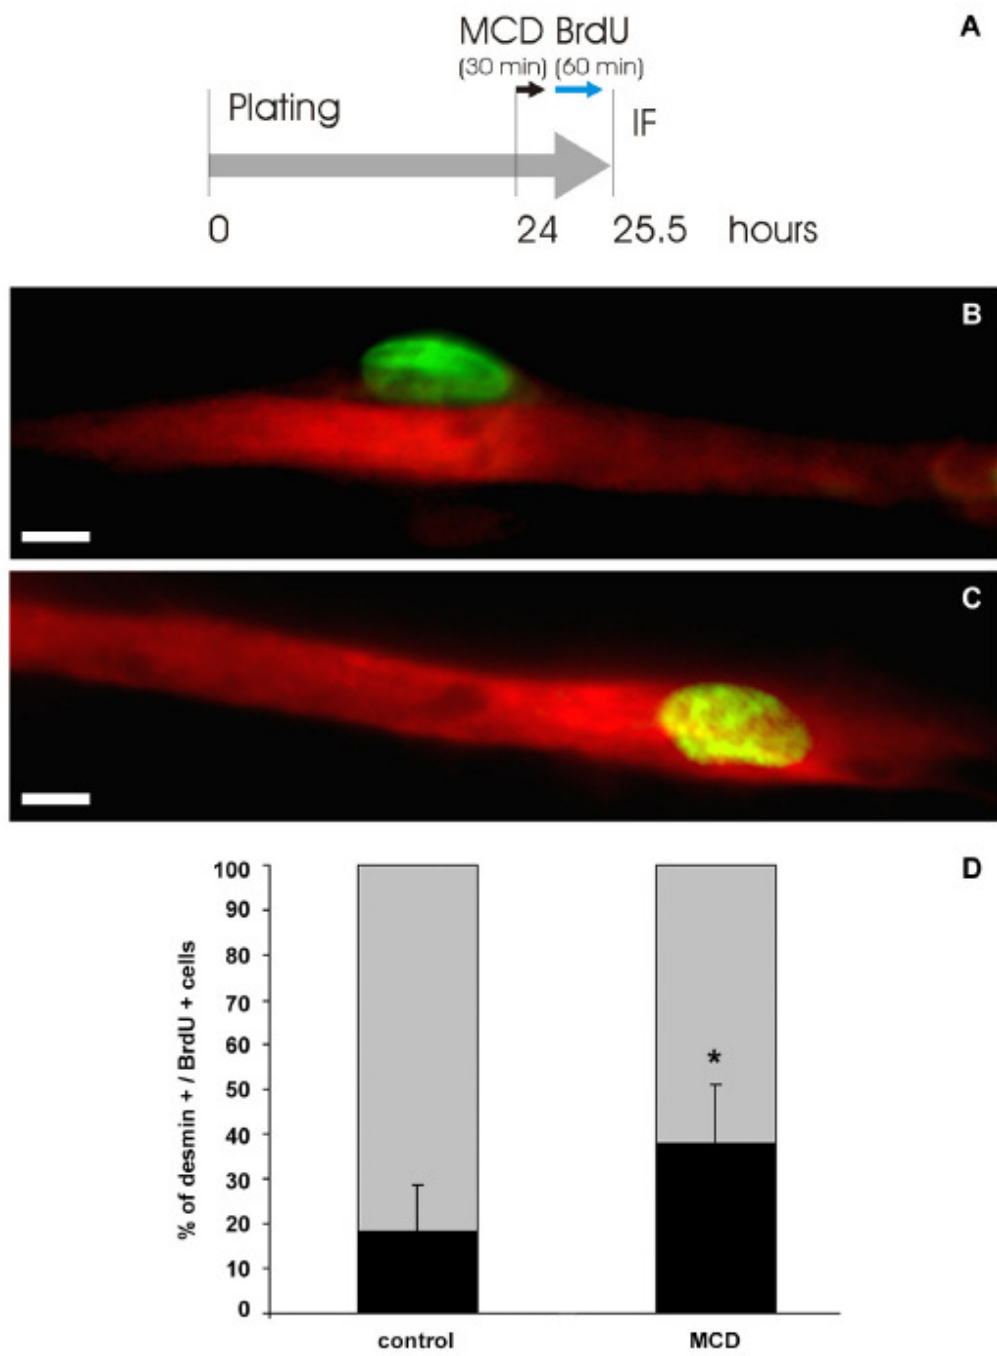 MCD BrdU
A
(30 min) (60 min)
Plating
IF
0
24
25.5
hours
B
C
D
% of desmin + / BrdU + cells
100
90
80
70
60
50
40
30
20
10
0
*
control
MCD